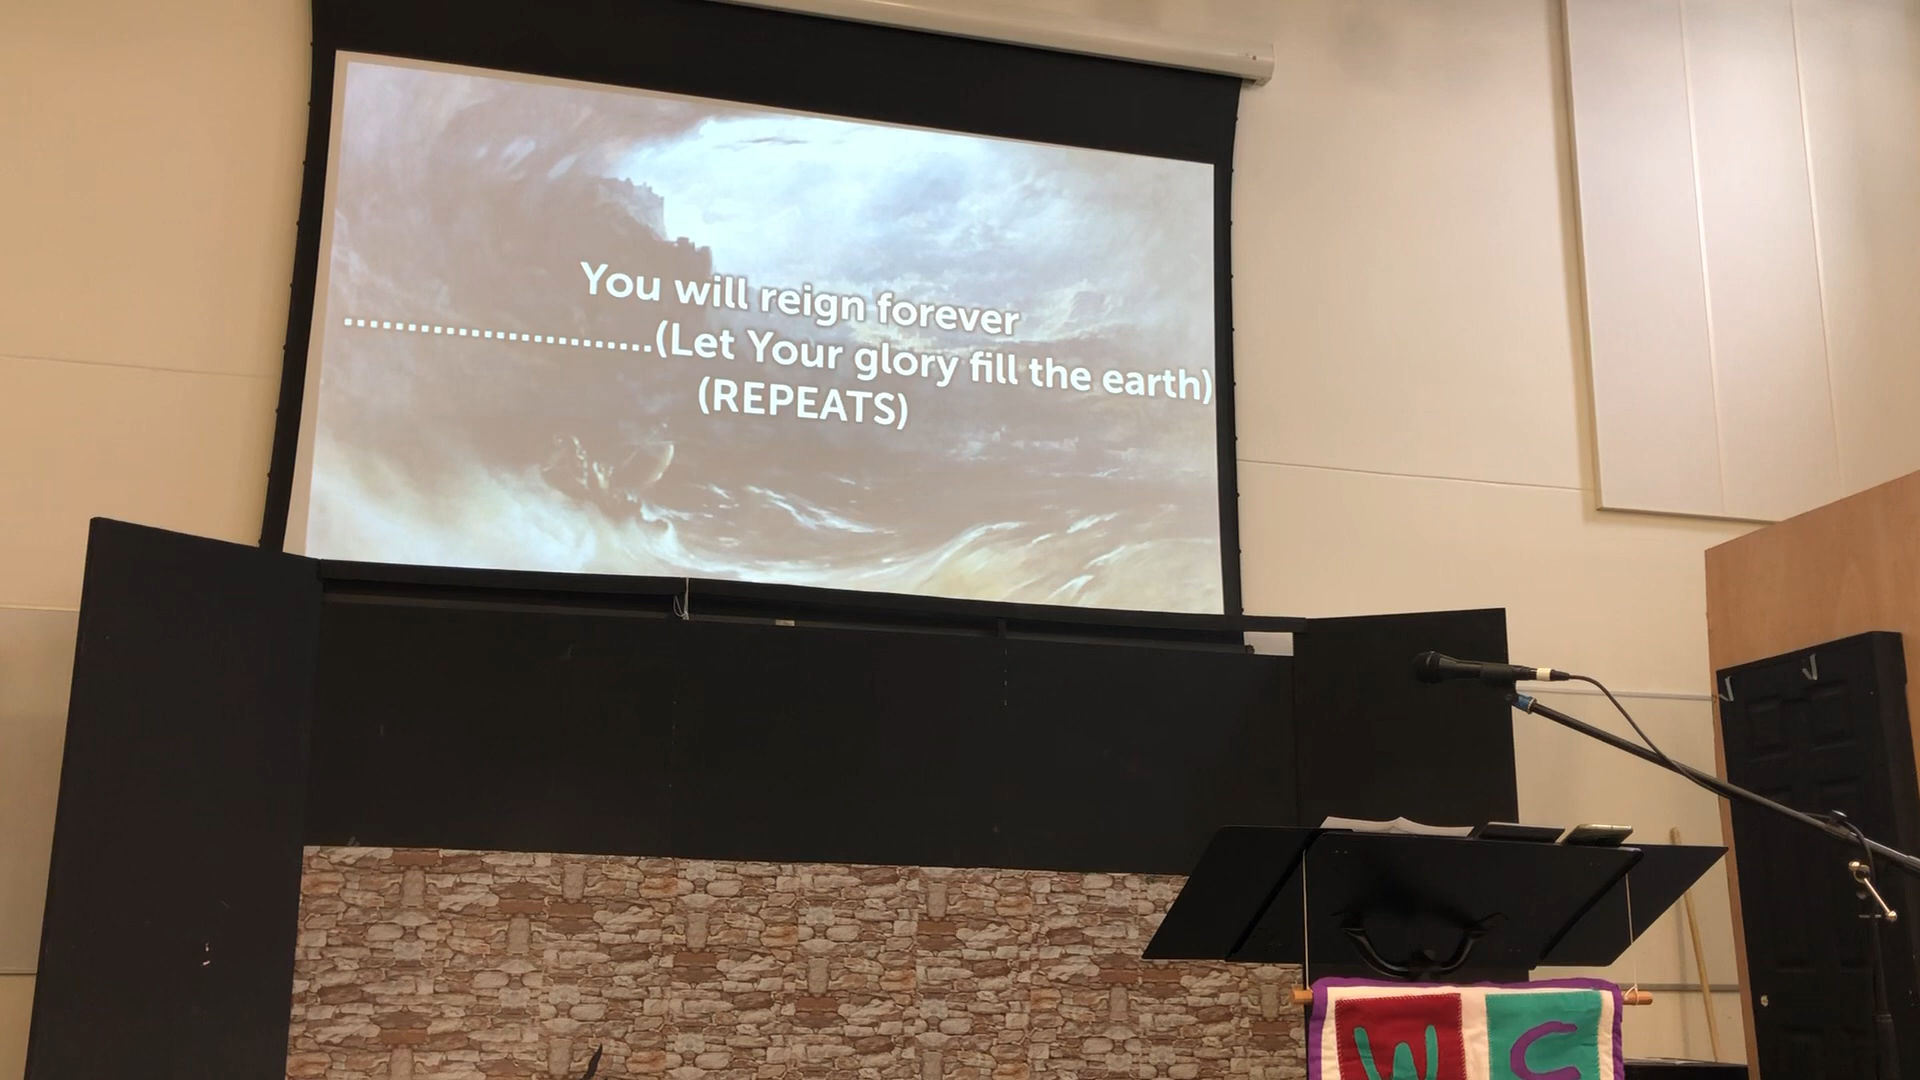 You will reign forever
........................(Let Your glory fill the earth)
(REPEATS)
W C